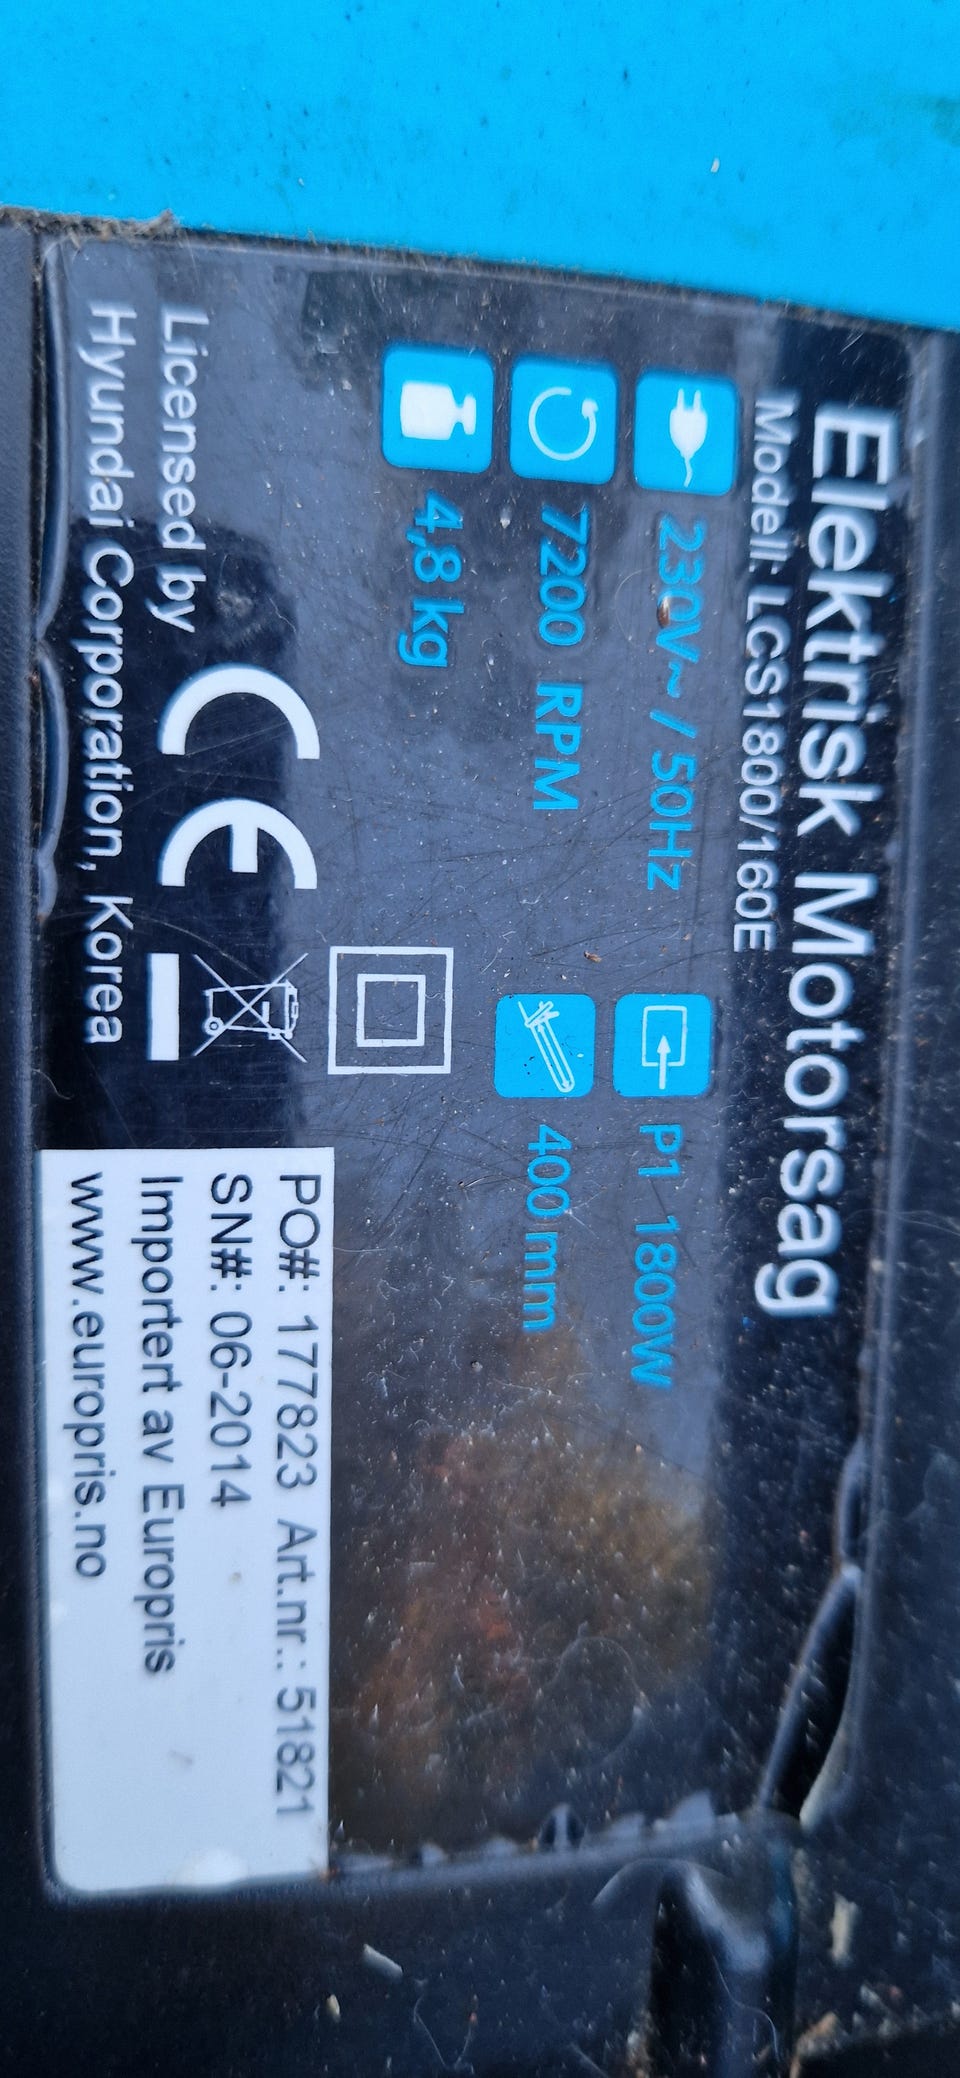 Elektrisk Motorsag
Modell: LCS1800/160E
230V~ / 50Hz
P1 1800W
7200 RPM
400 mm
4,8 kg
CE
Licensed by
Hyundai Corporation, Korea
PO#: 177823 Art.nr.: 51821
SN#: 06-2014
Importert av Europris
www.europris.no